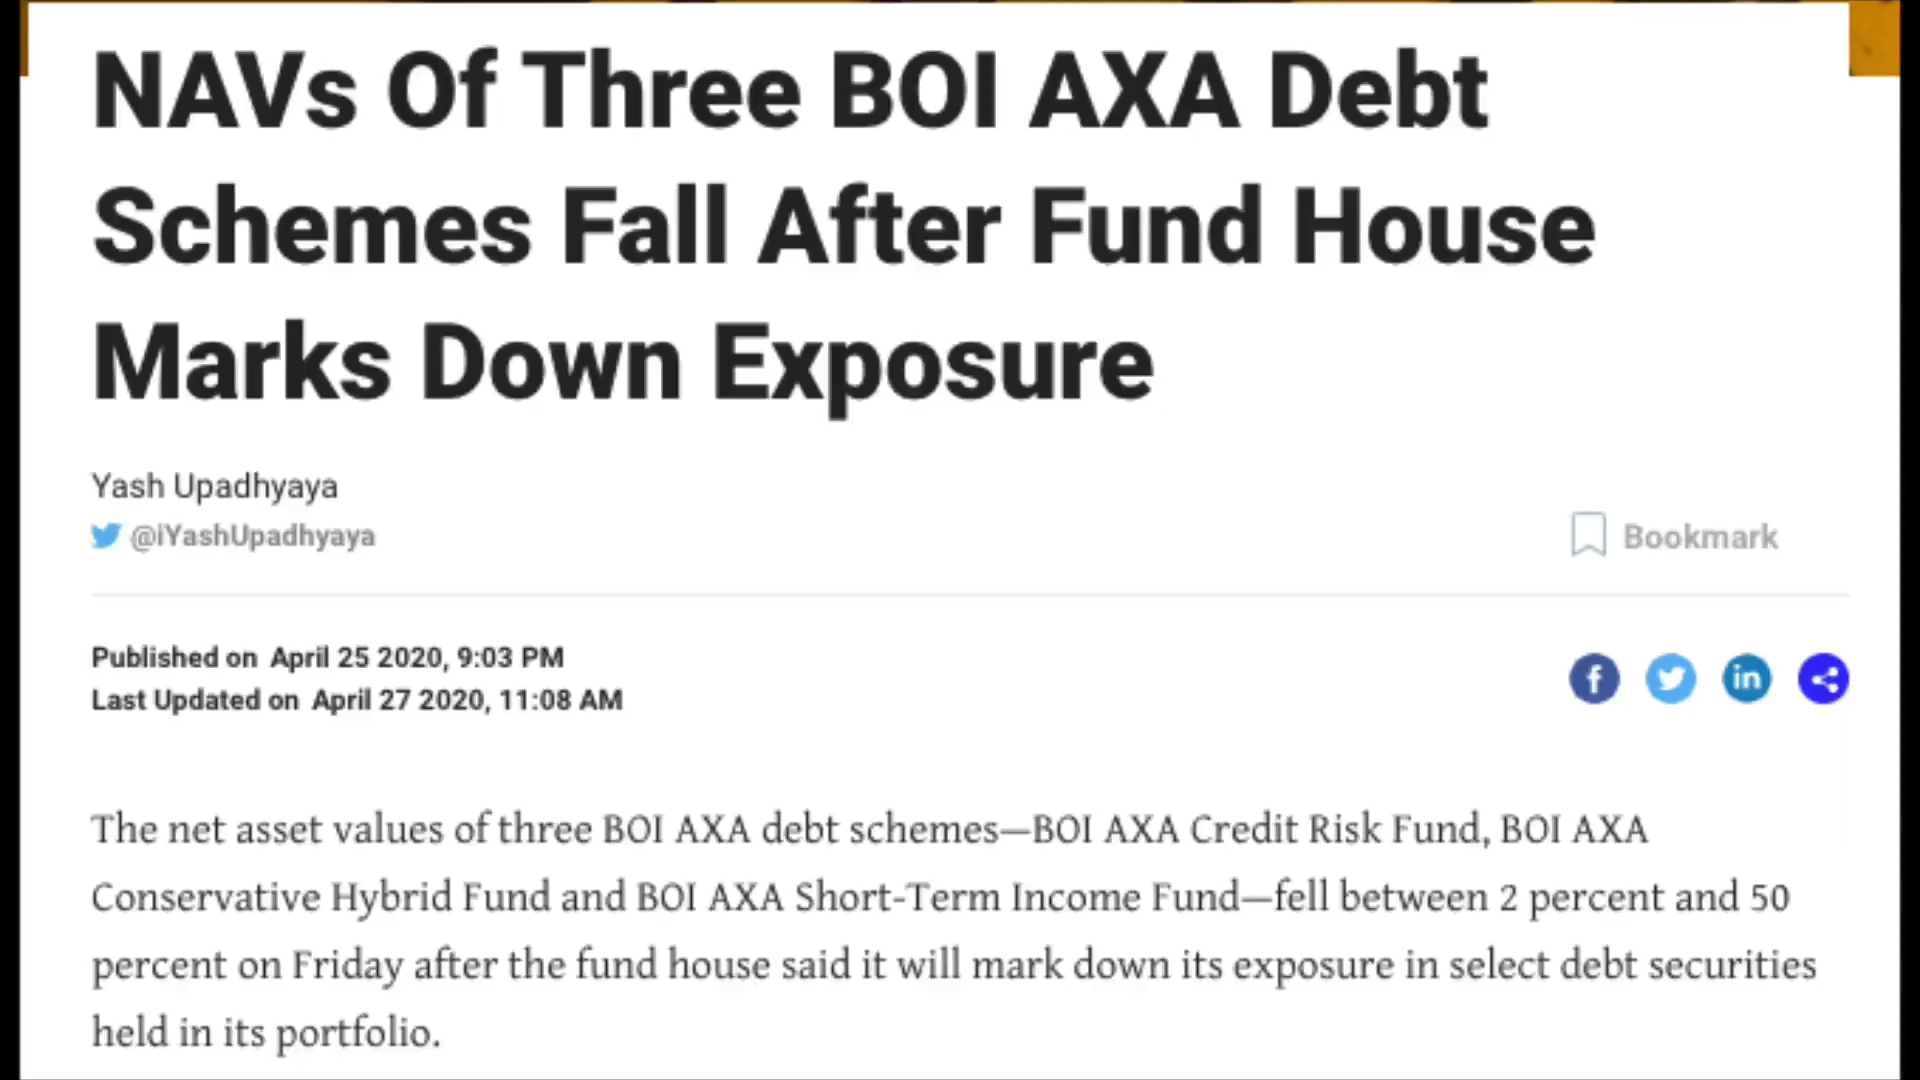 NAVs Of Three BOI AXA Debt
Schemes Fall After Fund House
Marks Down Exposure
Yash Upadhyaya
@iYashUpadhyaya
Bookmark
Published on April 25 2020, 9:03 PM
Last Updated on April 27 2020, 11:08 AM
The net asset values of three BOI AXA debt schemes—BOI AXA Credit Risk Fund, BOI AXA
Conservative Hybrid Fund and BOI AXA Short-Term Income Fund—fell between 2 percent and 50
percent on Friday after the fund house said it will mark down its exposure in select debt securities
held in its portfolio.